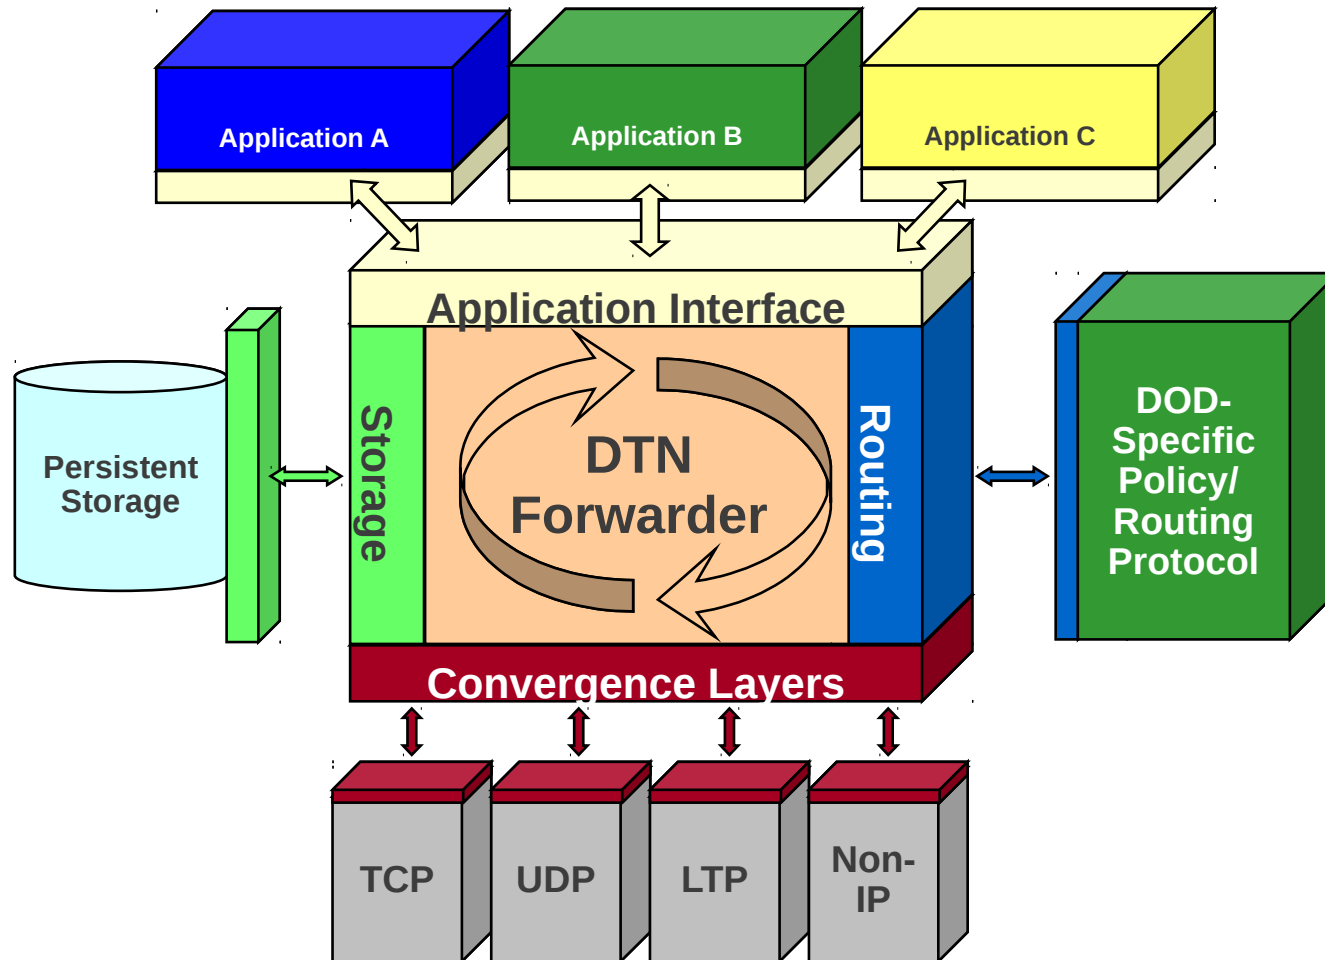 Application A
Application B
Application C
Application Interface
Persistent
Storage
Storage
DTN
Forwarder
Routing
DOD-
Specific
Policy/
Routing
Protocol
Convergence Layers
TCP
UDP
LTP
Non-
IP